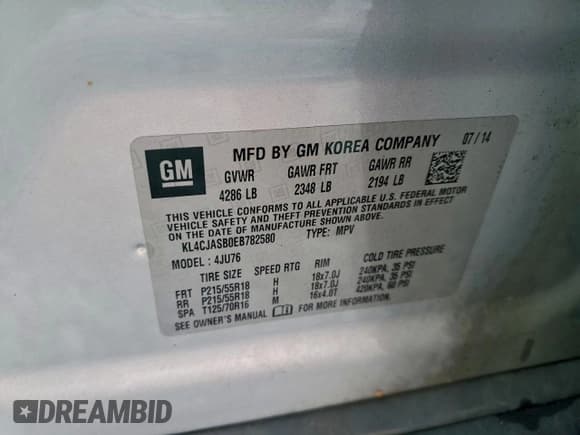 GM
MFD BY GM KOREA COMPANY 07/14
GVWR GAWR FRT GAWR RR
4286 LB 2348 LB 2194 LB
THIS VEHICLE CONFORMS TO ALL APPLICABLE U.S. FEDERAL MOTOR
VEHICLE SAFETY AND THEFT PREVENTION STANDARDS IN EFFECT ON
THE DATE OF MANUFACTURE SHOWN ABOVE.
KL4CJASB0EB782580 TYPE: MPV
MODEL: 4JU76
TIRE SIZE SPEED RTG RIM COLD TIRE PRESSURE
FRT P215/55R18 H 18x7.0J 240KPA, 35 PSI
RR P215/55R18 H 18x7.0J 240KPA, 35 PSI
SPA T125/70R16 M 16x4.0T 420KPA, 60 PSI
SEE OWNER'S MANUAL FOR MORE INFORMATION
DREAMBID